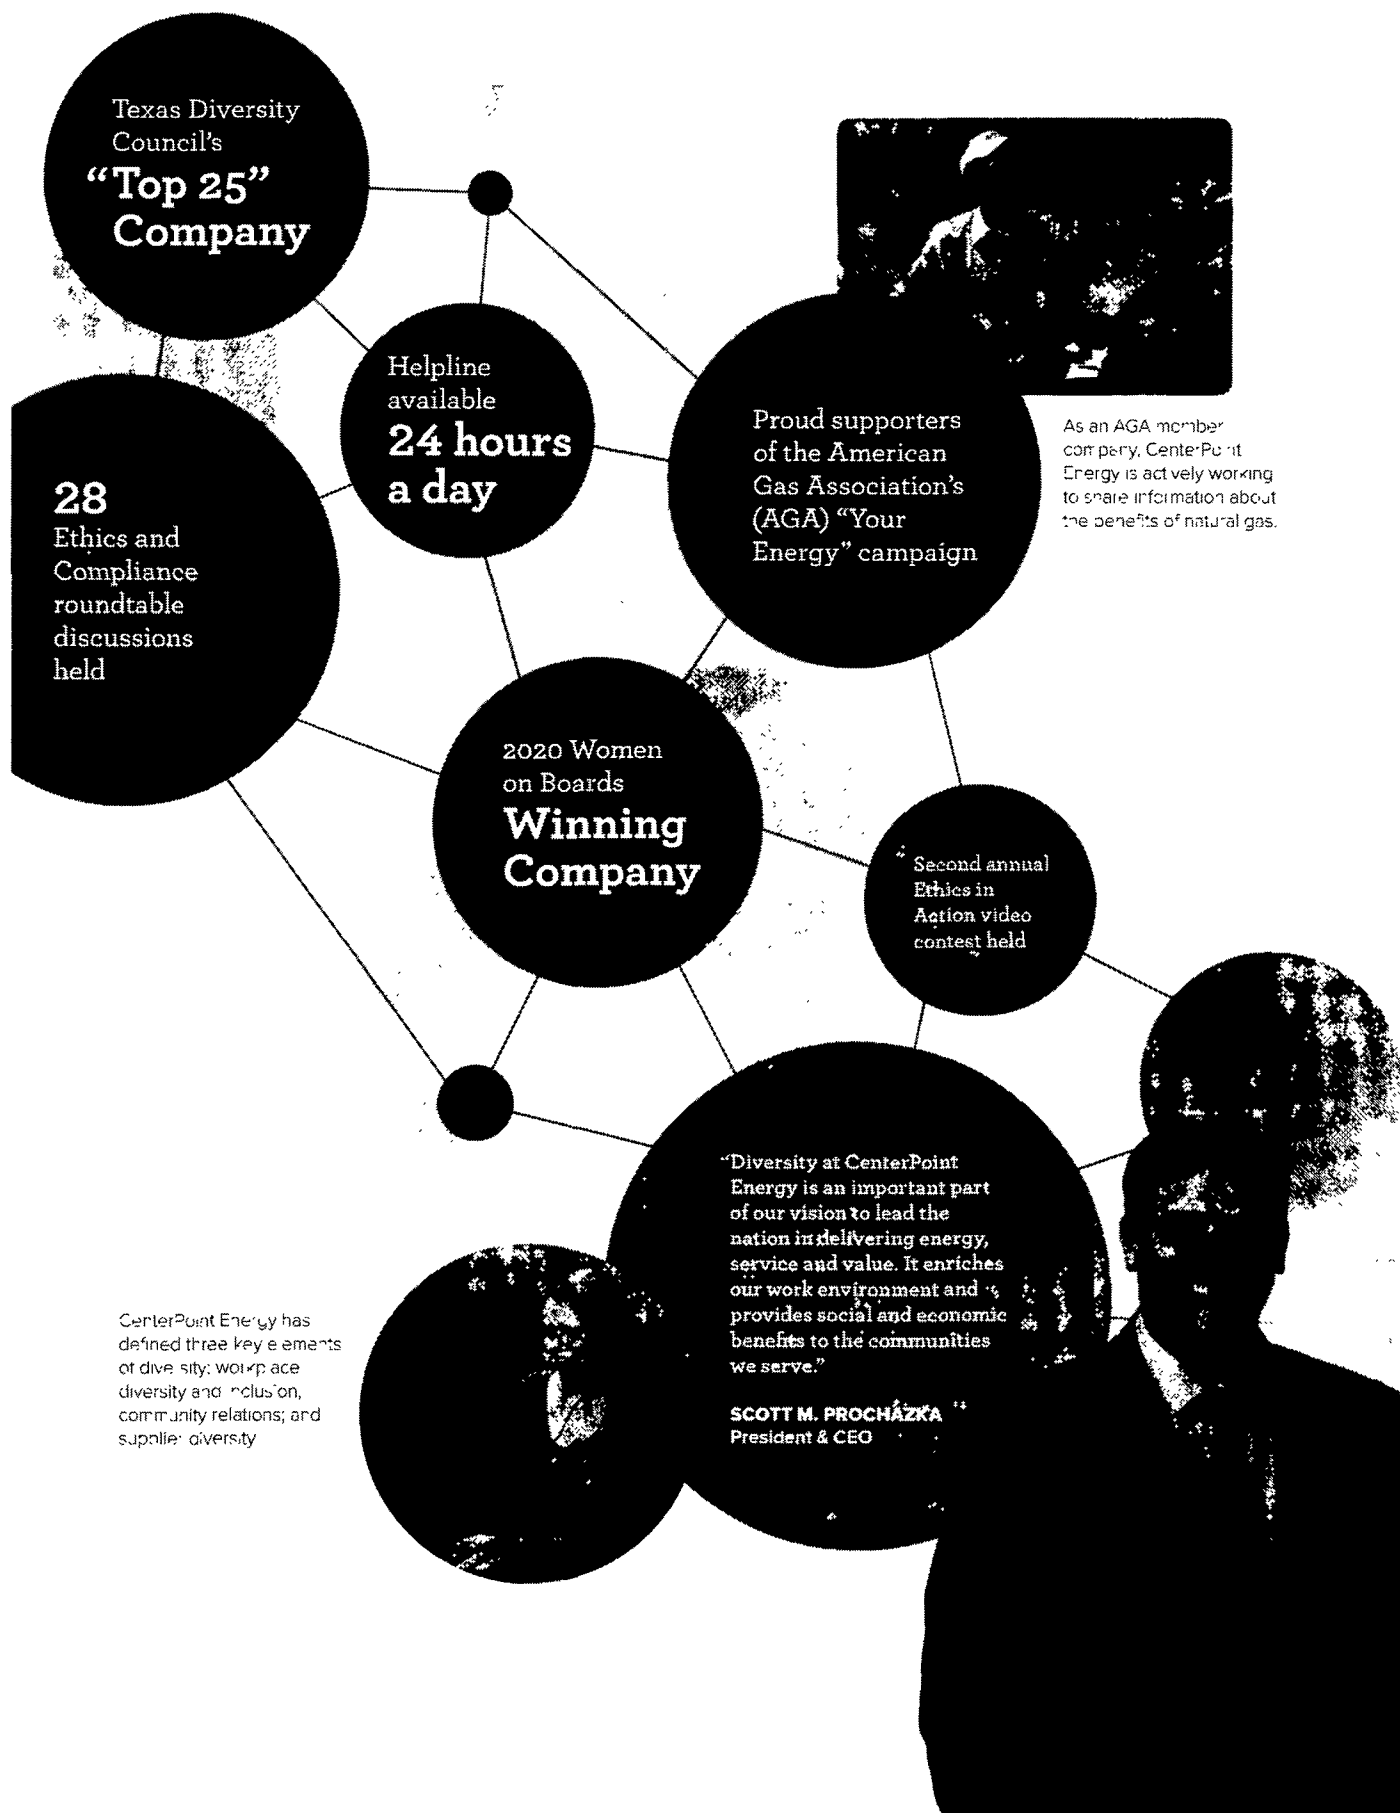 Texas Diversity
Council's
“Top 25”
Company
Helpline
available
24 hours
a day
28
Ethics and
Compliance
roundtable
discussions
held
Proud supporters
of the American
Gas Association's
(AGA) “Your
Energy” campaign
As an AGA member
company, CenterPoint
Energy is actively working
to share information about
the benefits of natural gas.
2020 Women
on Boards
Winning
Company
Second annual
Ethics in
Action video
contest held
“Diversity at CenterPoint
Energy is an important part
of our vision to lead the
nation in delivering energy,
service and value. It enriches
our work environment and
provides social and economic
benefits to the communities
we serve.”
SCOTT M. PROCHÁZKA
President & CEO
CenterPoint Energy has
defined three key elements
of diversity: workplace
diversity and inclusion,
community relations; and
supplier diversity